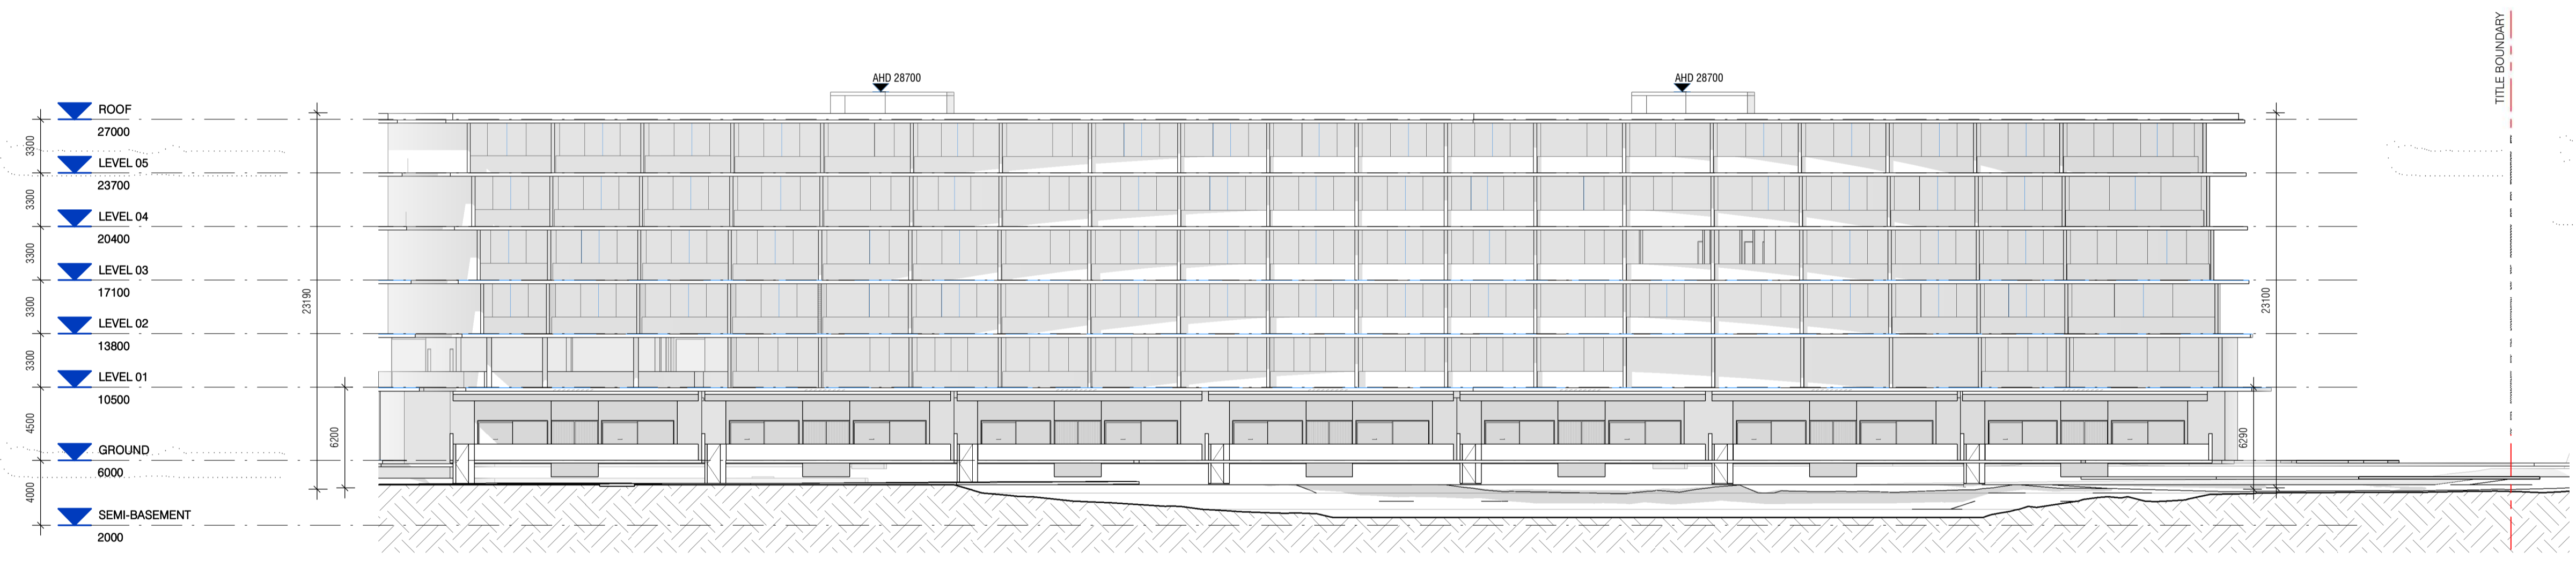 TITLE BOUNDARY
AHD 28700
AHD 28700
ROOF
27000
3300
LEVEL 05
23700
3300
LEVEL 04
20400
3300
LEVEL 03
17100
3300
LEVEL 02
13800
3300
LEVEL 01
10500
4500
GROUND
6000
4000
SEMI-BASEMENT
2000
23190
6200
23100
6290